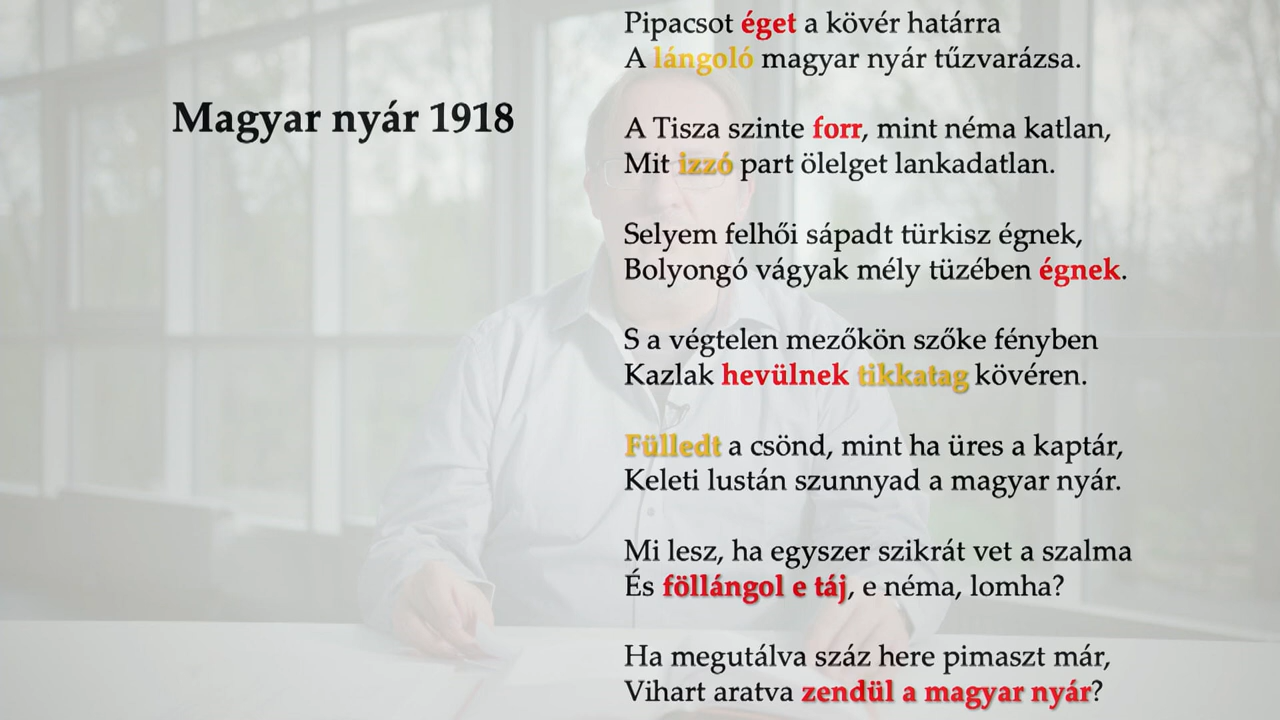 Magyar nyár 1918
Pipacsot éget a kövér határra
A lángoló magyar nyár tűzvarázsa.
A Tisza szinte forr, mint néma katlan,
Mit izzó part ölelget lankadatlan.
Selyem felhői sápadt türkisz égnek,
Bolyongó vágyak mély tüzében égnek.
S a végtelen mezőkön szőke fényben
Kazlak hevülnek tikkatag kövéren.
Fülledt a csönd, mint ha üres a kaptár,
Keleti lustán szunnyad a magyar nyár.
Mi lesz, ha egyszer szikrát vet a szalma
És föllángol e táj, e néma, lomha?
Ha megutálva száz here pimaszt már,
Vihart aratva zendül a magyar nyár?